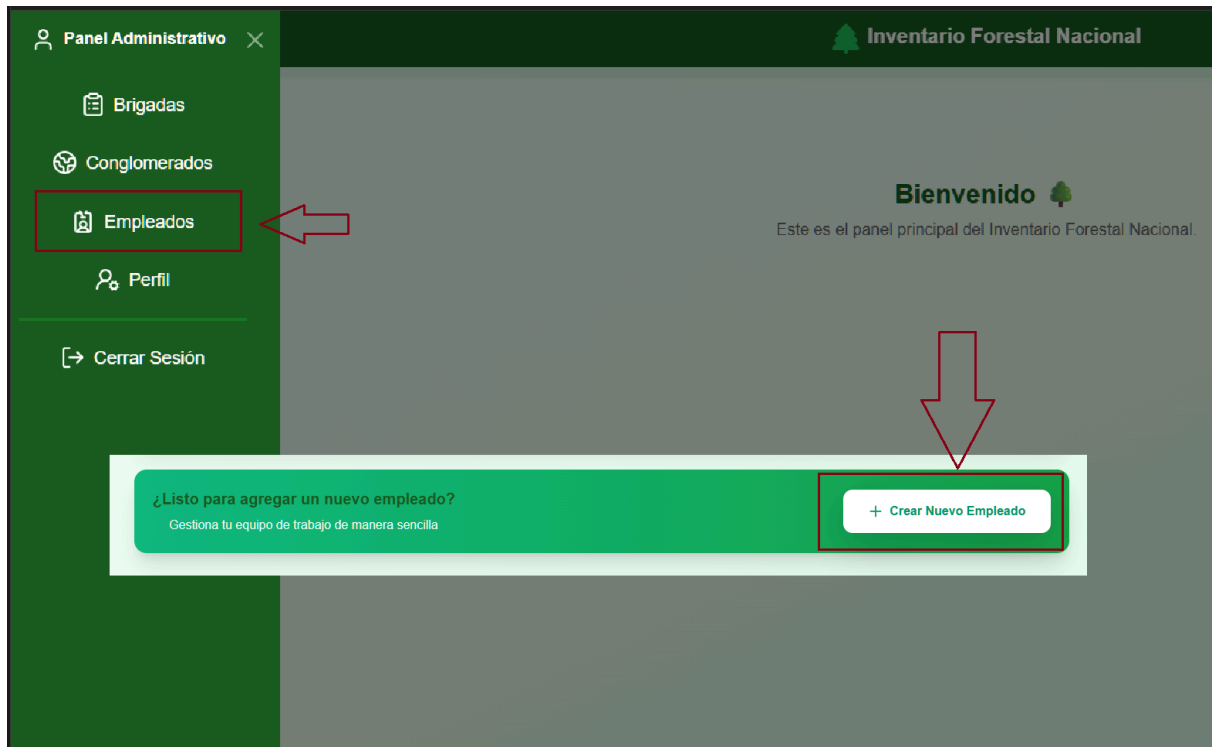 Panel Administrativo
Inventario Forestal Nacional
Brigadas
Conglomerados
Empleados
Perfil
Cerrar Sesión
Bienvenido
Este es el panel principal del Inventario Forestal Nacional.
¿Listo para agregar un nuevo empleado?
Gestiona tu equipo de trabajo de manera sencilla
+ Crear Nuevo Empleado